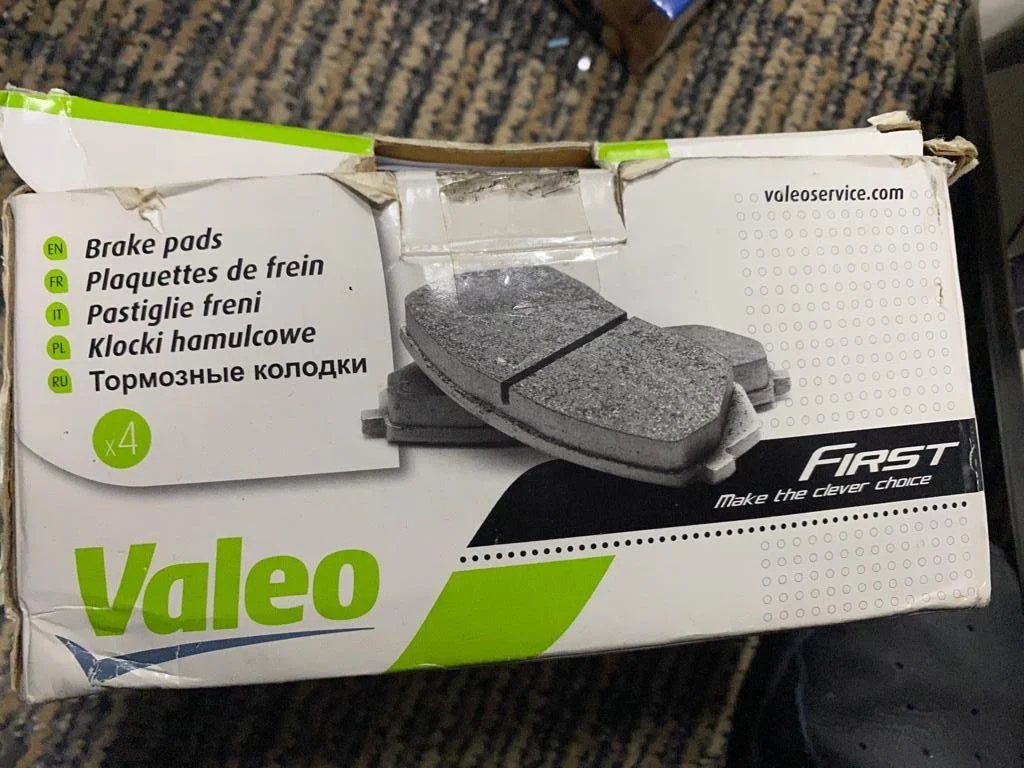 valeoservice.com
EN Brake pads
FR Plaquettes de frein
IT Pastiglie freni
PL Klocki hamulcowe
RU Тормозные колодки
x4
FIRST
Make the clever choice
Valeo